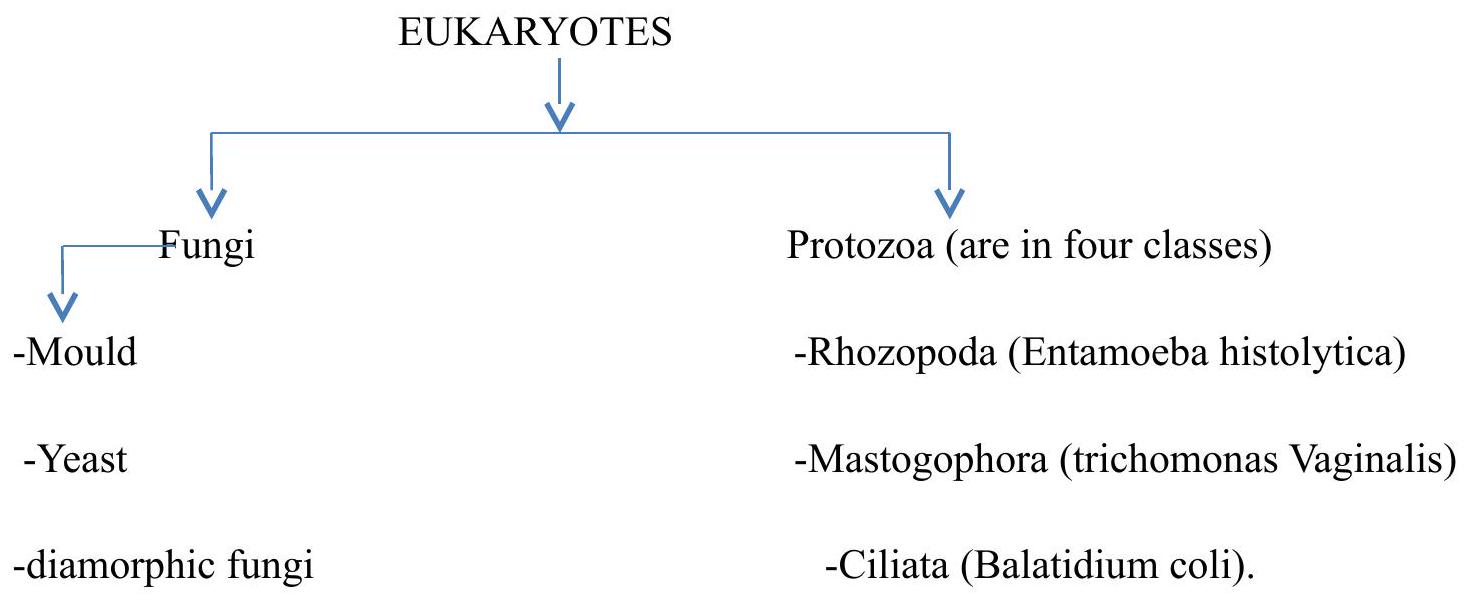 EUKARYOTES
Fungi
Protozoa (are in four classes)
-Mould
-Rhozopoda (Entamoeba histolytica)
-Yeast
-Mastogophora (trichomonas Vaginalis)
-diamorphic fungi
-Ciliata (Balatidium coli).